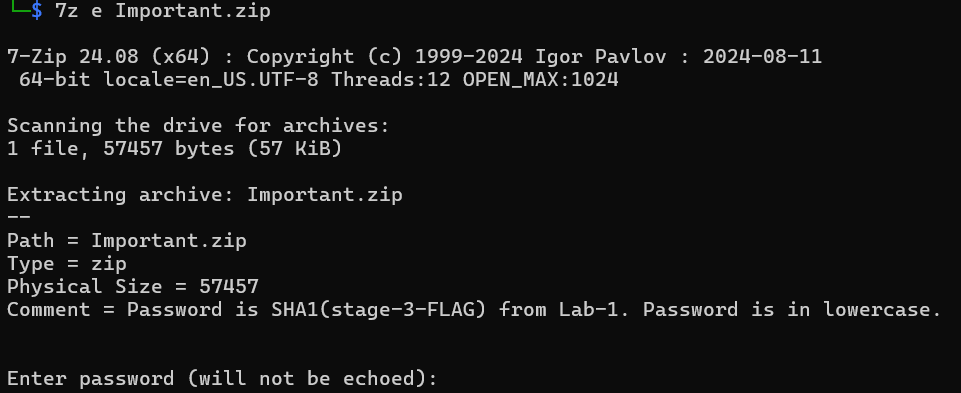 └─$ 7z e Important.zip
7-Zip 24.08 (x64) : Copyright (c) 1999-2024 Igor Pavlov : 2024-08-11
64-bit locale=en_US.UTF-8 Threads:12 OPEN_MAX:1024
Scanning the drive for archives:
1 file, 57457 bytes (57 KiB)
Extracting archive: Important.zip
--
Path = Important.zip
Type = zip
Physical Size = 57457
Comment = Password is SHA1(stage-3-FLAG) from Lab-1. Password is in lowercase.
Enter password (will not be echoed):